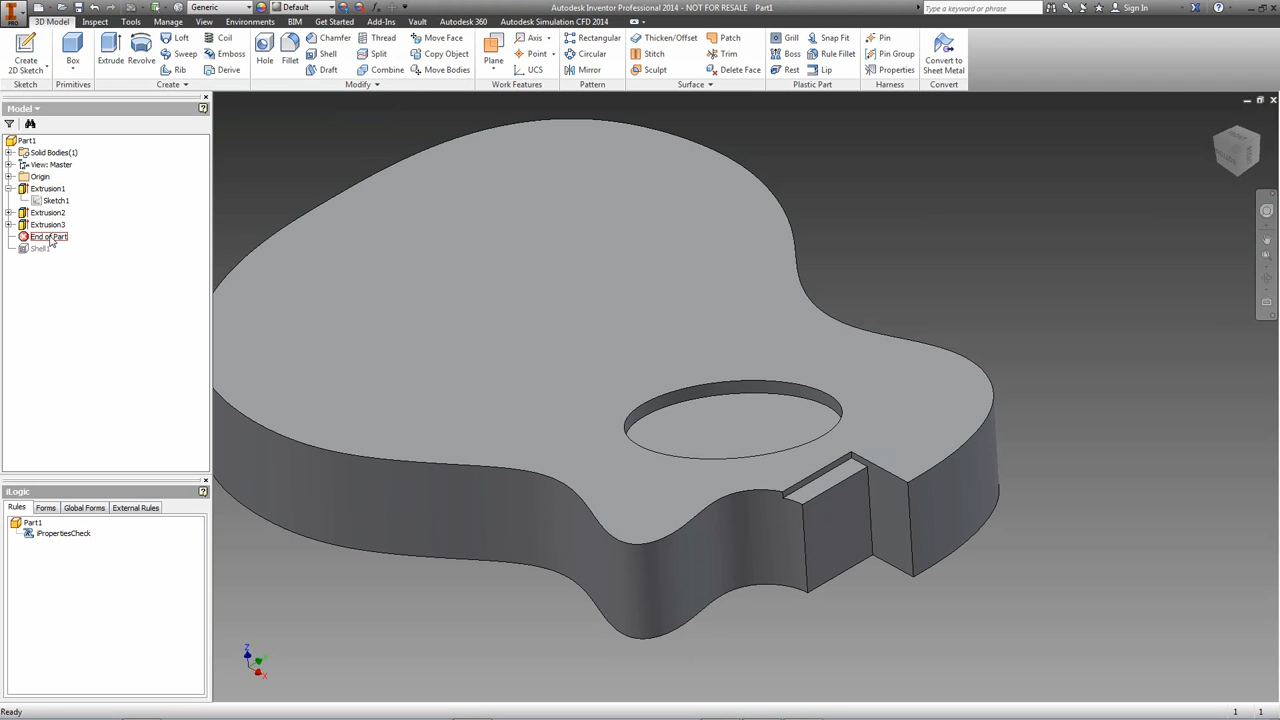 Generic
Default
Autodesk Inventor Professional 2014 - NOT FOR RESALE Part1
Type a keyword or phrase
Sign In
PRO
3D Model
Inspect
Tools
Manage
View
Environments
BIM
Get Started
Add-Ins
Vault
Autodesk 360
Autodesk Simulation CFD 2014
Create
2D Sketch
Box
Extrude
Revolve
Loft
Sweep
Rib
Coil
Emboss
Derive
Hole
Fillet
Chamfer
Shell
Draft
Thread
Split
Combine
Move Face
Copy Object
Move Bodies
Plane
Axis
Point
UCS
Rectangular
Circular
Mirror
Thicken/Offset
Stitch
Sculpt
Patch
Trim
Delete Face
Grill
Boss
Rest
Snap Fit
Rule Fillet
Lip
Pin
Pin Group
Properties
Convert to
Sheet Metal
Sketch
Primitives
Create
Modify
Work Features
Pattern
Surface
Plastic Part
Harness
Convert
Model
Part1
Solid Bodies(1)
View: Master
Origin
Extrusion1
Sketch1
Extrusion2
Extrusion3
End of Part
Shell1
iLogic
Rules
Forms
Global Forms
External Rules
Part1
iPropertiesCheck
FRONT
Z
X
Ready
1
1